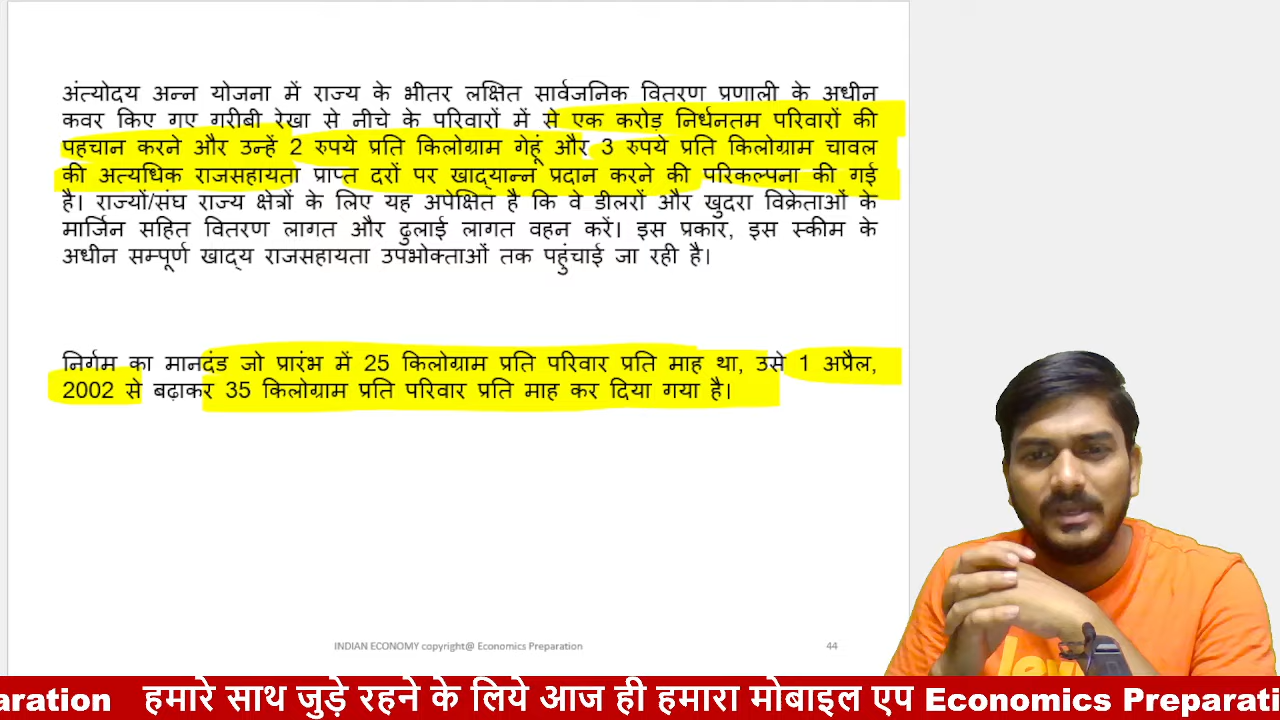 अंत्योदय अन्न योजना में राज्य के भीतर लक्षित सार्वजनिक वितरण प्रणाली के अधीन
कवर किए गए गरीबी रेखा से नीचे के परिवारों में से एक करोड़ निर्धनतम परिवारों की
पहचान करने और उन्हें 2 रुपये प्रति किलोग्राम गेहूं और 3 रुपये प्रति किलोग्राम चावल
की अत्यधिक राजसहायता प्राप्त दरों पर खाद्यान्न प्रदान करने की परिकल्पना की गई
है। राज्यों/संघ राज्य क्षेत्रों के लिए यह अपेक्षित है कि वे डीलरों और खुदरा विक्रेताओं के
मार्जिन सहित वितरण लागत और ढुलाई लागत वहन करें। इस प्रकार, इस स्कीम के
अधीन सम्पूर्ण खाद्य राजसहायता उपभोक्ताओं तक पहुंचाई जा रही है।
निर्गम का मानदंड जो प्रारंभ में 25 किलोग्राम प्रति परिवार प्रति माह था, उसे 1 अप्रैल,
2002 से बढ़ाकर 35 किलोग्राम प्रति परिवार प्रति माह कर दिया गया है।
INDIAN ECONOMY copyright@ Economics Preparation 44
aration हमारे साथ जुड़े रहने के लिये आज ही हमारा मोबाइल एप Economics Preparati